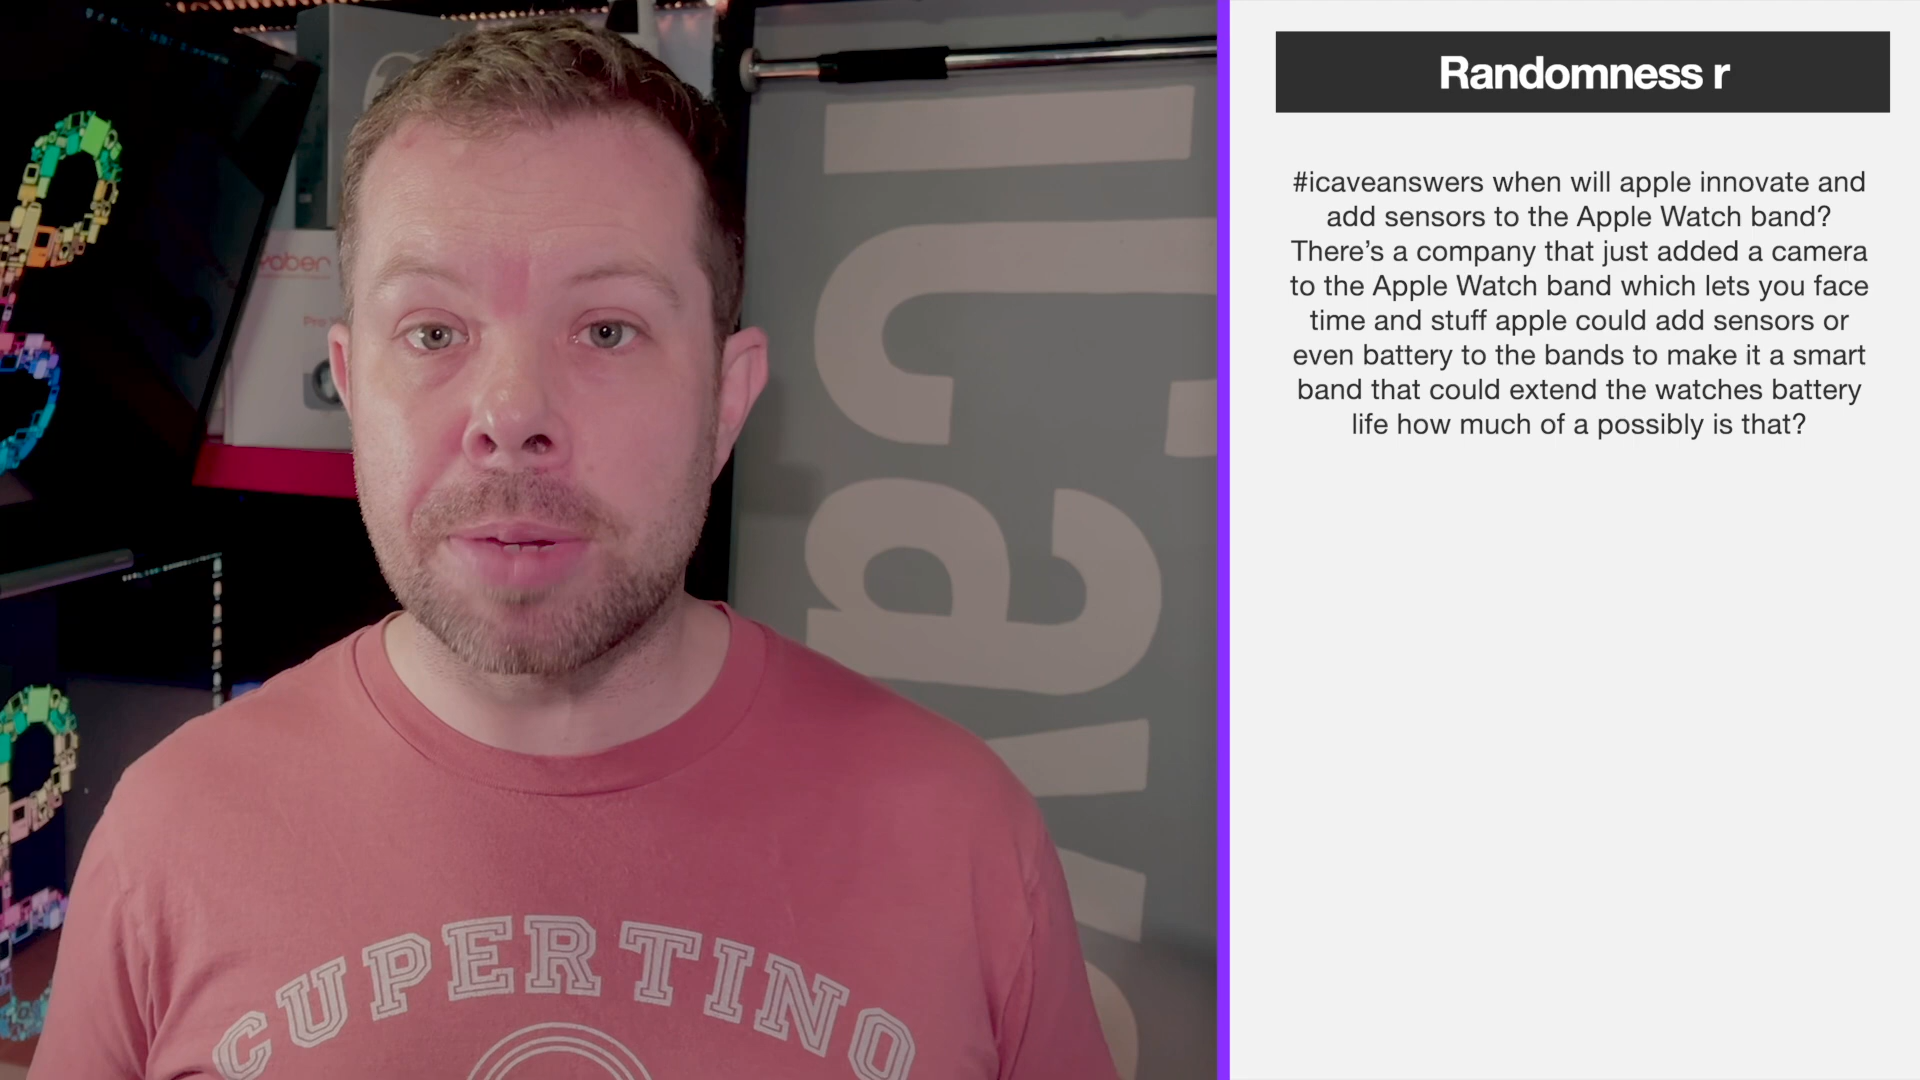 Randomness r
#icaveanswers when will apple innovate and
add sensors to the Apple Watch band?
There’s a company that just added a camera
to the Apple Watch band which lets you face
time and stuff apple could add sensors or
even battery to the bands to make it a smart
band that could extend the watches battery
life how much of a possibly is that?
iCave
CUPERTINO